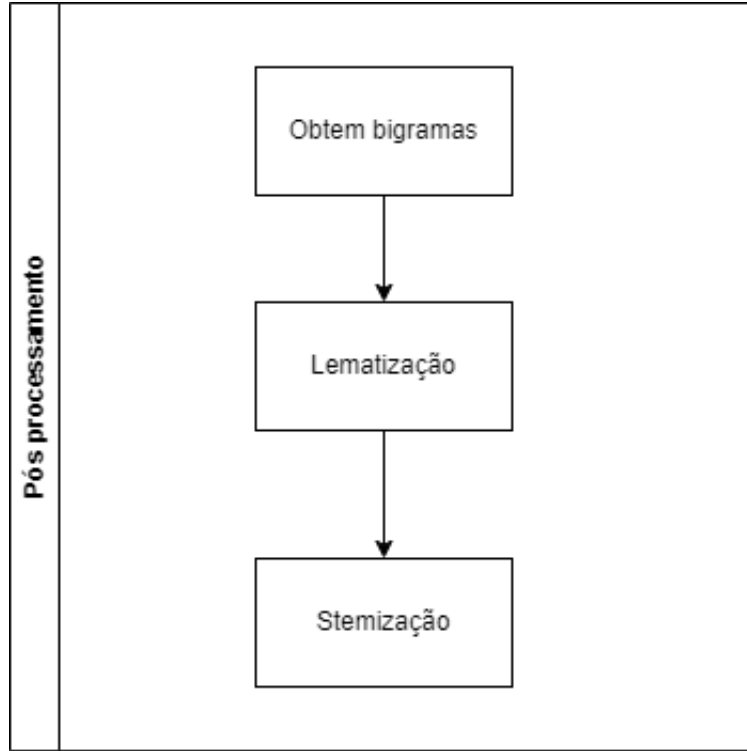 Pós processamento
Obtem bigramas
Lematização
Stemização